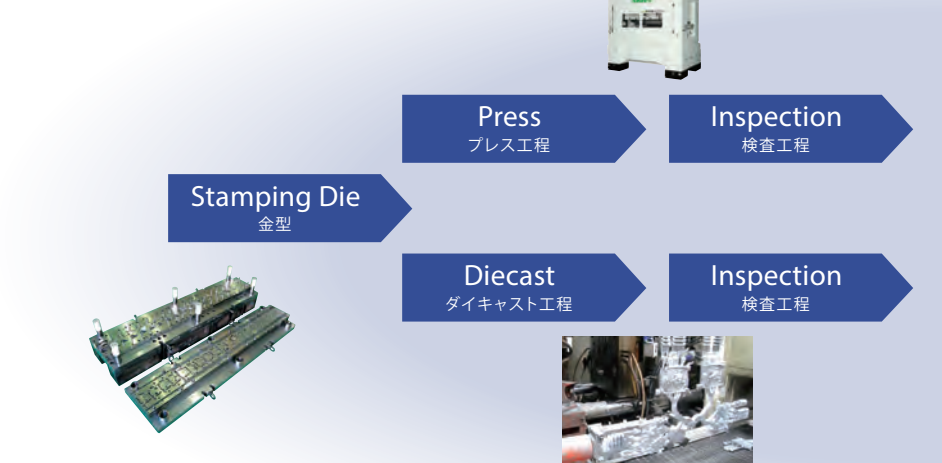 Press
プレス工程
Inspection
検査工程
Stamping Die
金型
Diecast
ダイキャスト工程
Inspection
検査工程